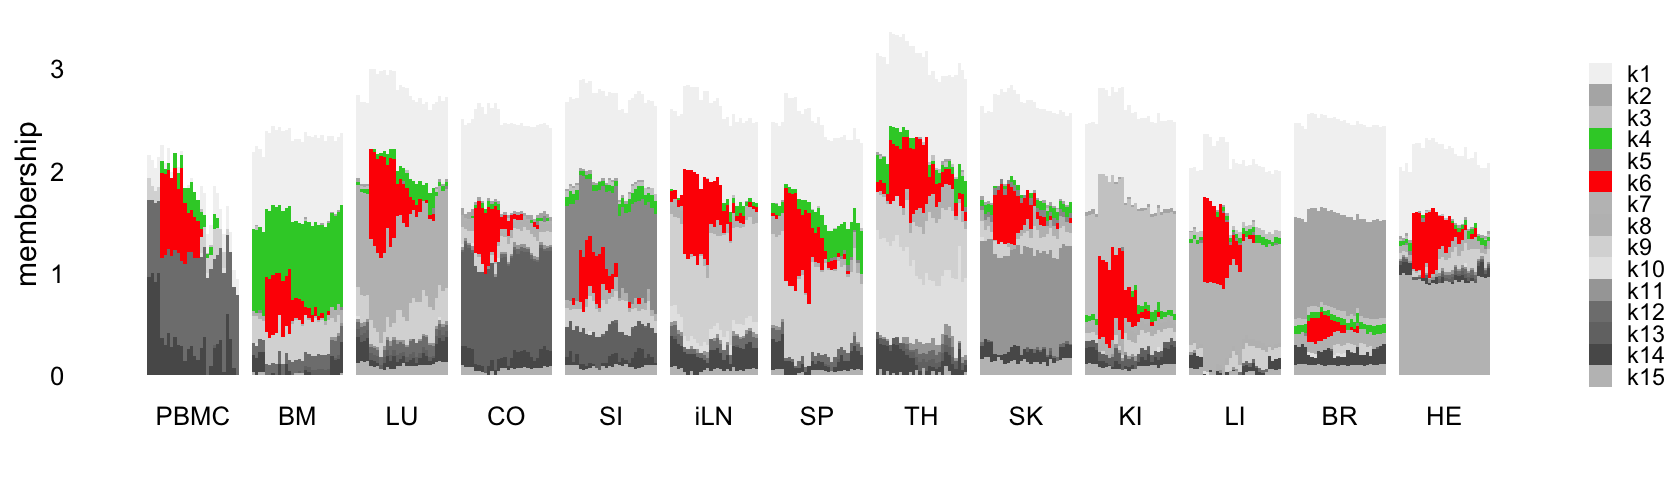 membership
3
2
1
0
PBMC BM LU CO SI iLN SP TH SK KI LI BR HE
k1
k2
k3
k4
k5
k6
k7
k8
k9
k10
k11
k12
k13
k14
k15